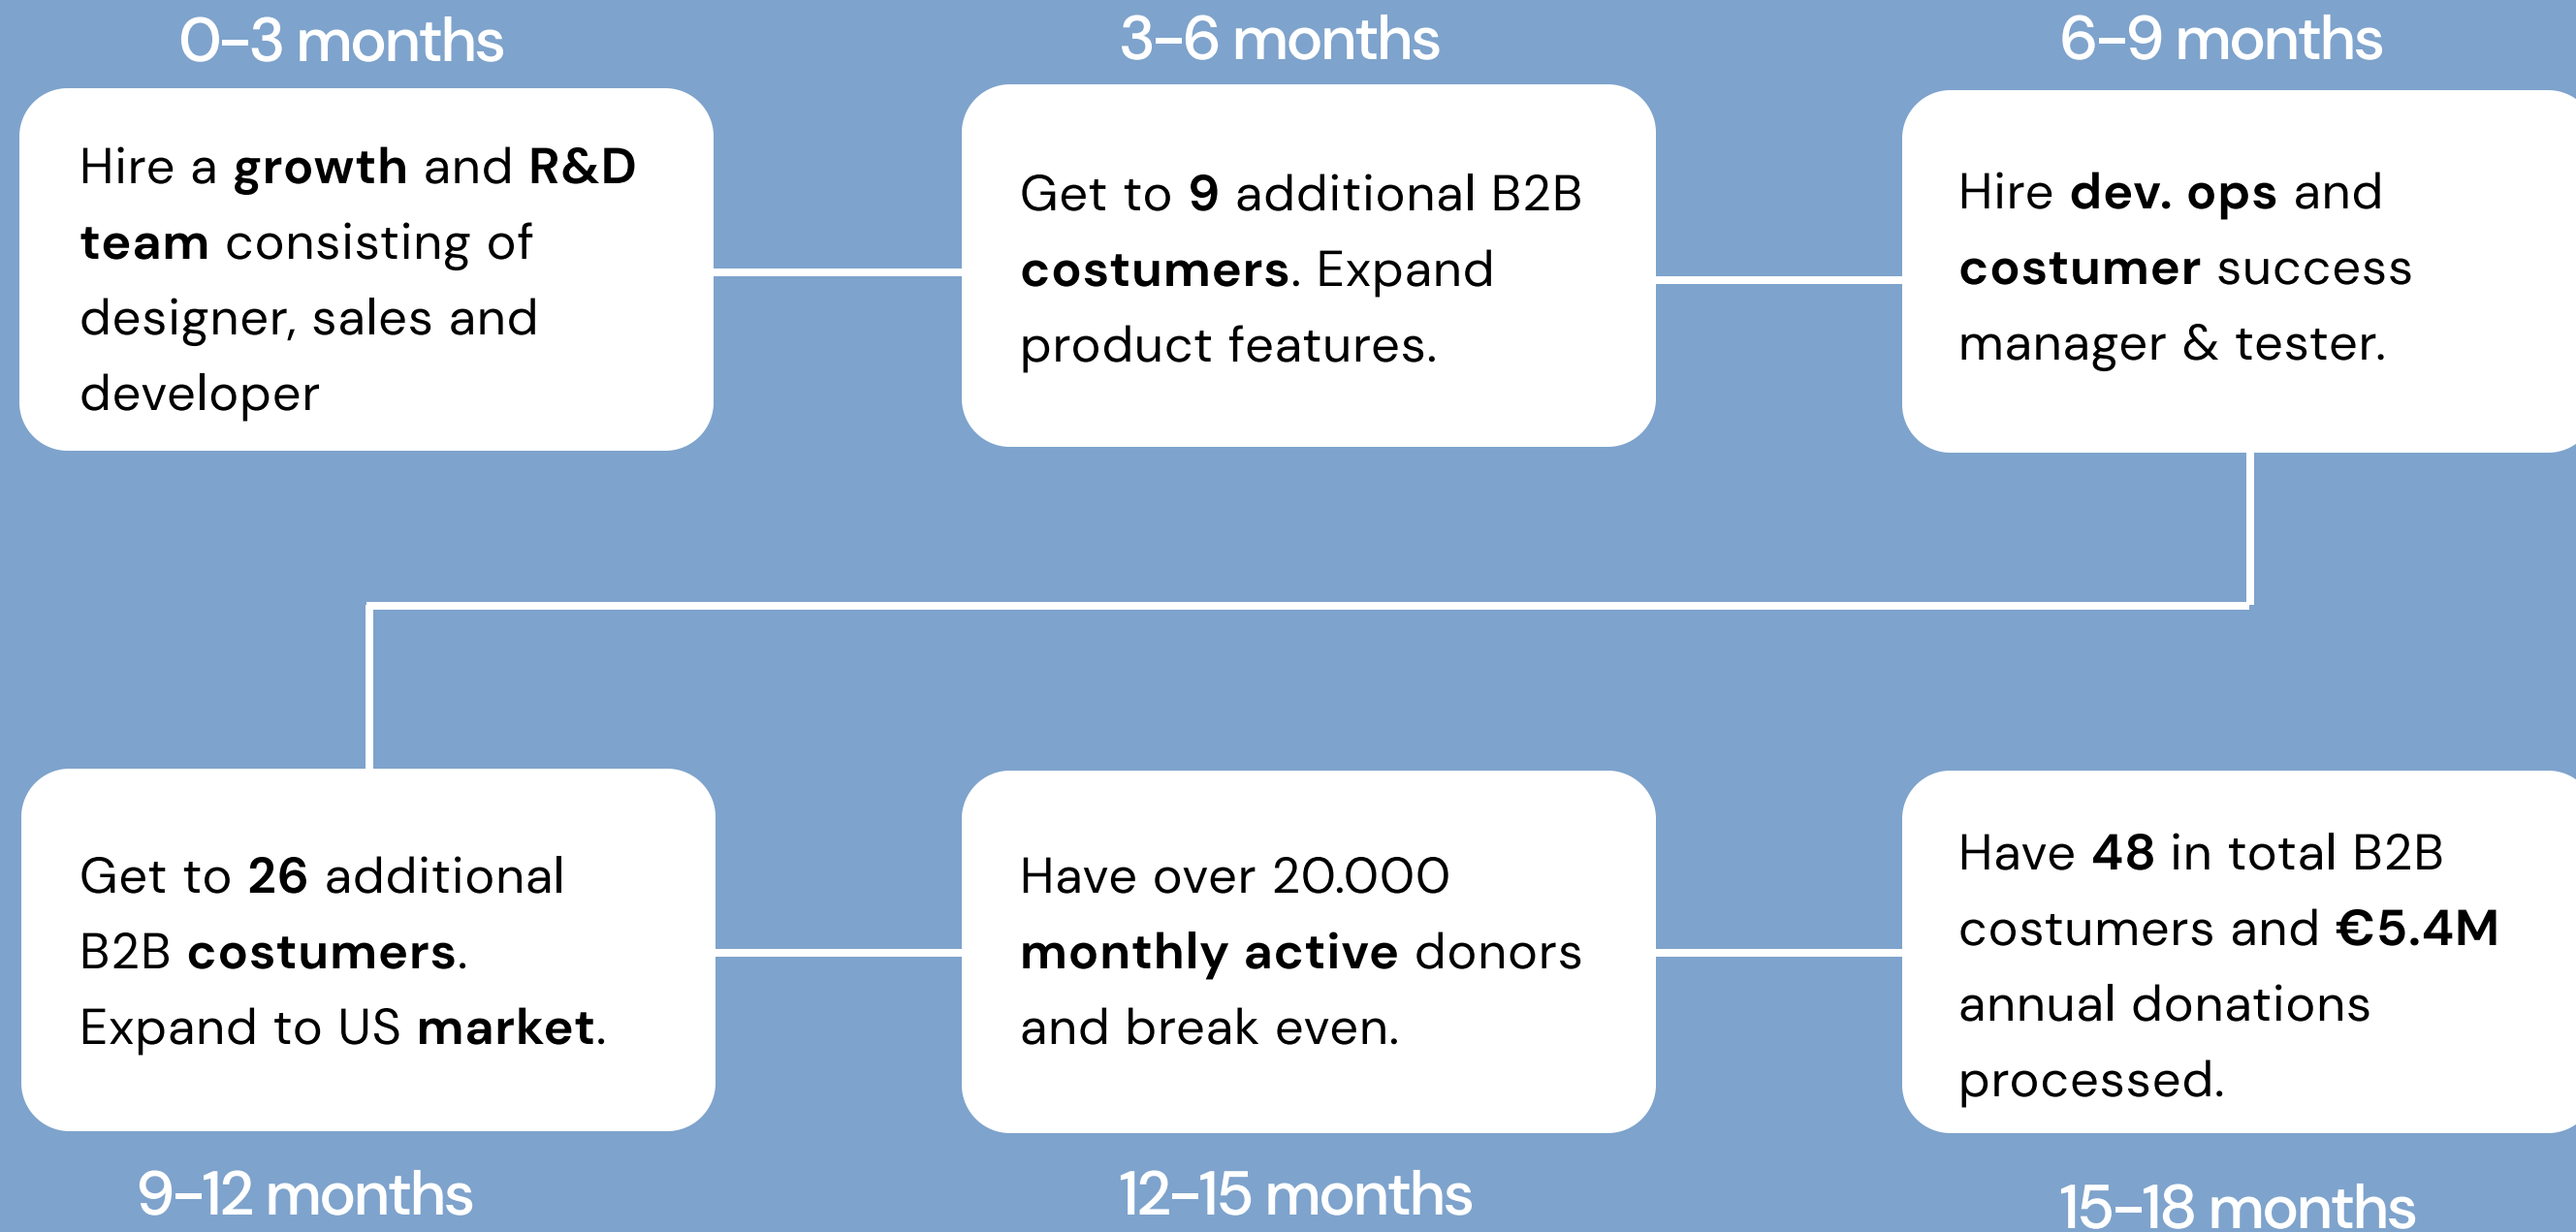 0–3 months
Hire a growth and R&D
team consisting of
designer, sales and
developer
3–6 months
Get to 9 additional B2B
costumers. Expand
product features.
6–9 months
Hire dev. ops and
costumer success
manager & tester.
Get to 26 additional
B2B costumers.
Expand to US market.
9–12 months
Have over 20.000
monthly active donors
and break even.
12–15 months
Have 48 in total B2B
costumers and €5.4M
annual donations
processed.
15–18 months